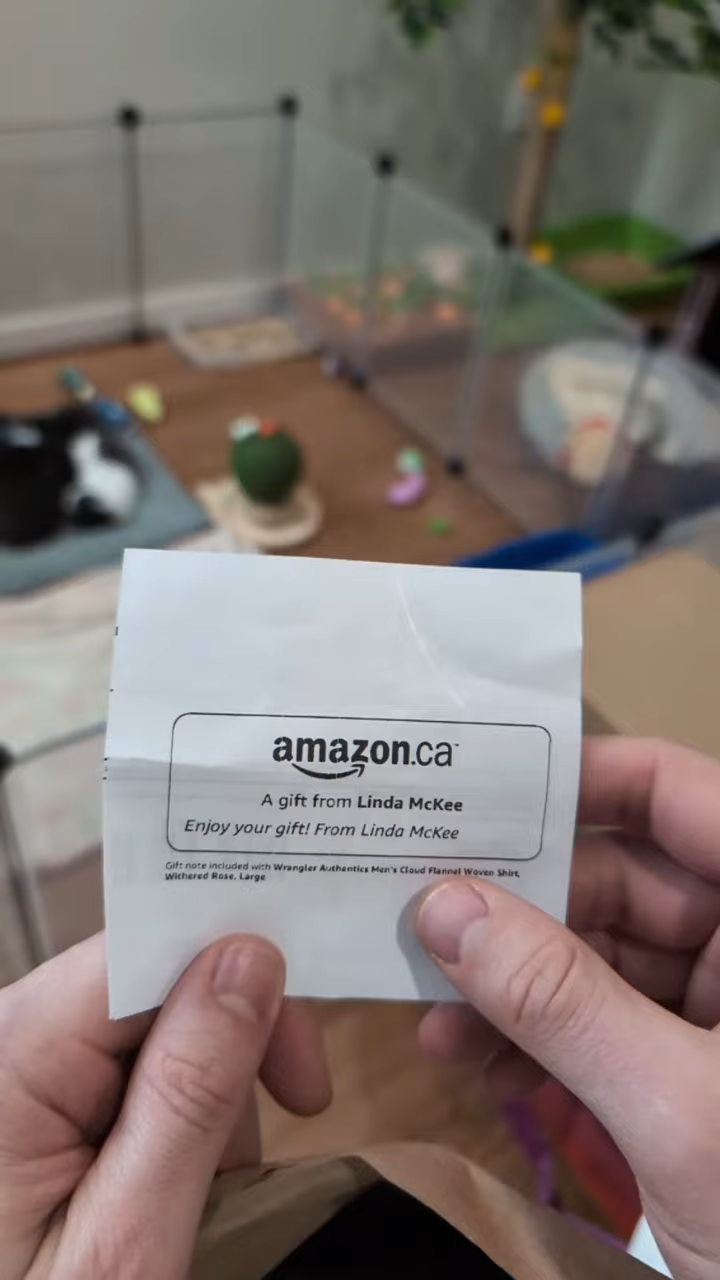 amazon.ca
A gift from Linda McKee
Enjoy your gift! From Linda McKee
Gift note included with Wrangler Authentics Men's Cloud Flannel Woven Shirt,
Withered Rose, Large